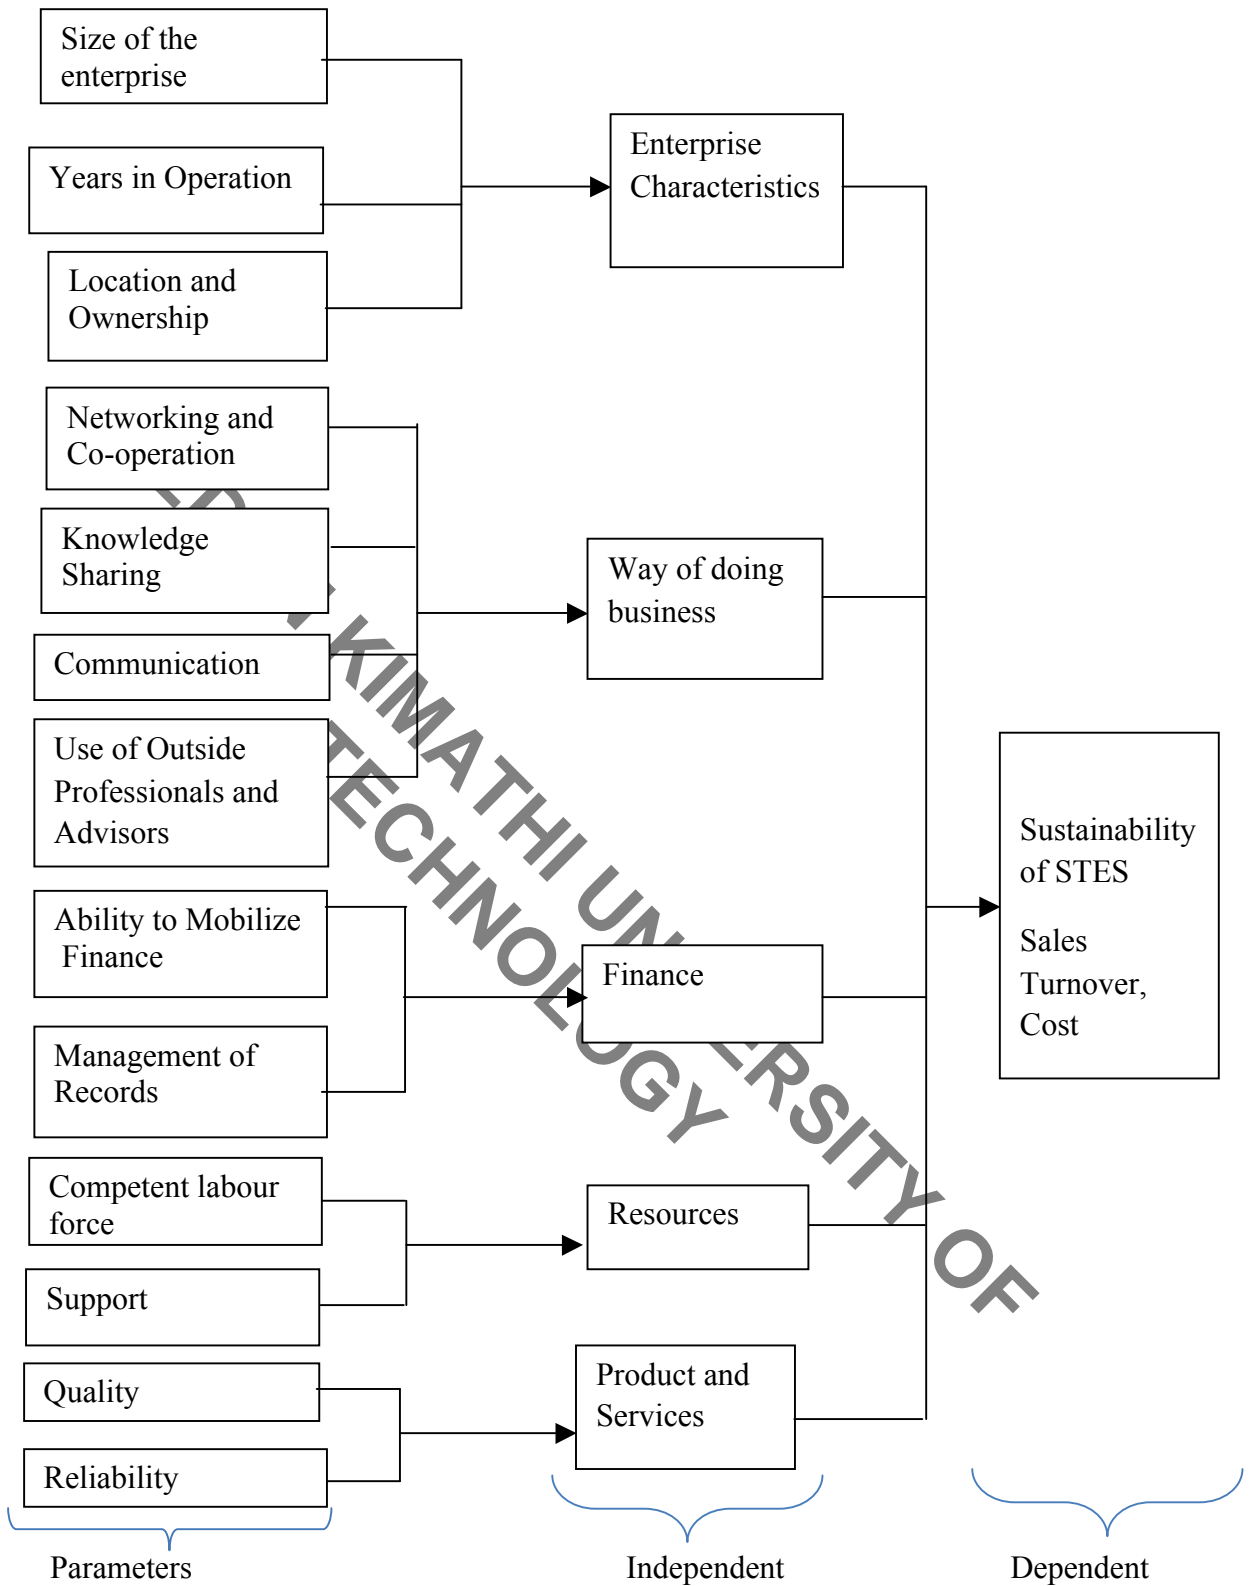 Size of the
enterprise
Years in Operation
Location and
Ownership
Networking and
Co-operation
Knowledge
Sharing
Communication
Use of Outside
Professionals and
Advisors
Ability to Mobilize
Finance
Management of
Records
Competent labour
force
Support
Quality
Reliability
Parameters
Enterprise
Characteristics
Way of doing
business
Finance
Resources
Product and
Services
Independent
Sustainability
of STES
Sales
Turnover,
Cost
Dependent
KIMATHI UNIVERSITY OF
TECHNOLOGY